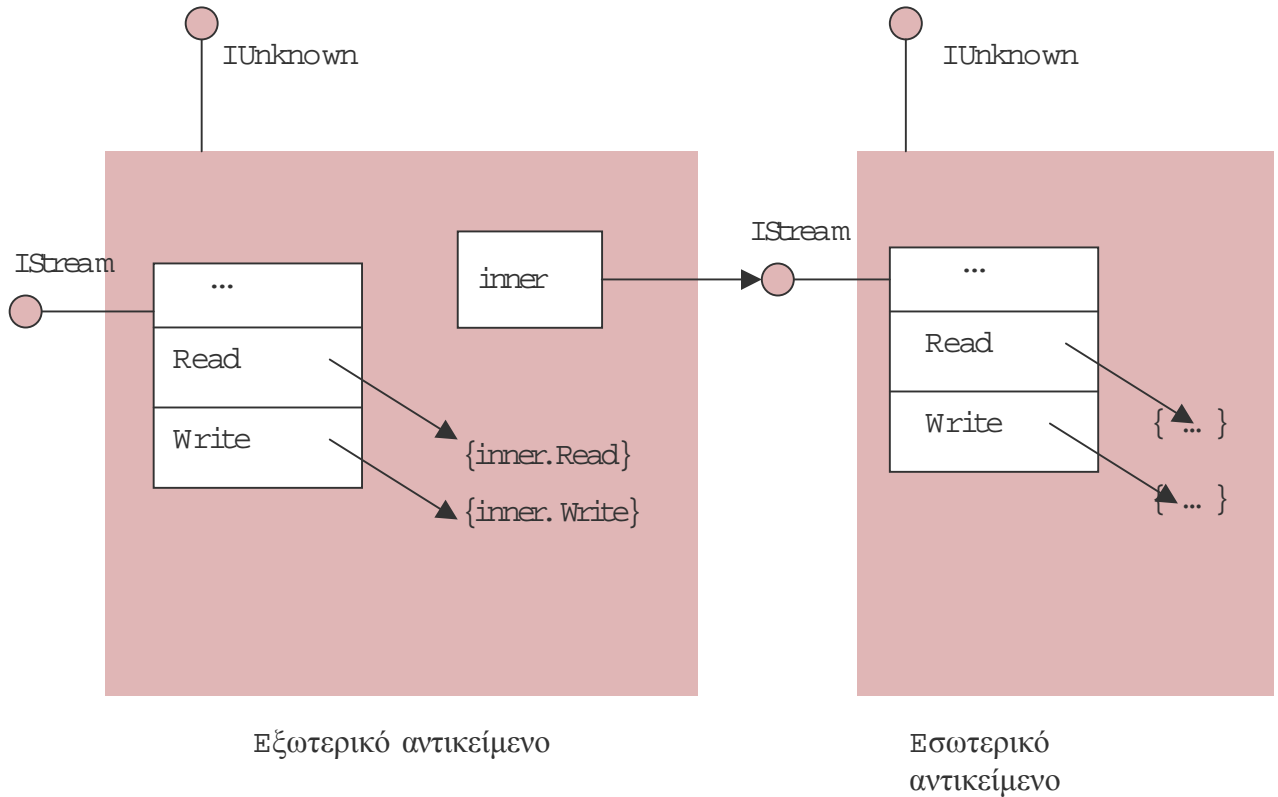 IUnknown
IStream
...
Read
Write
inner
{inner.Read}
{inner.Write}
Εξωτερικό αντικείμενο
IUnknown
IStream
...
Read
Write
{ ... }
{ ... }
Εσωτερικό
αντικείμενο